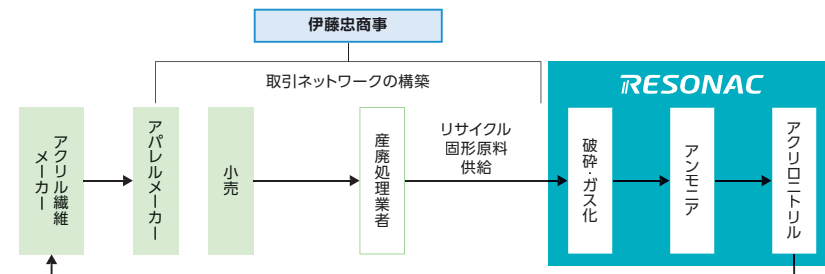 伊藤忠商事
取引ネットワークの構築
RESONAC
アクリル繊維
メーカー
アパレルメーカー
小売
産廃処理業者
リサイクル
固形原料
供給
破砕・ガス化
アンモニア
アクリロニトリル